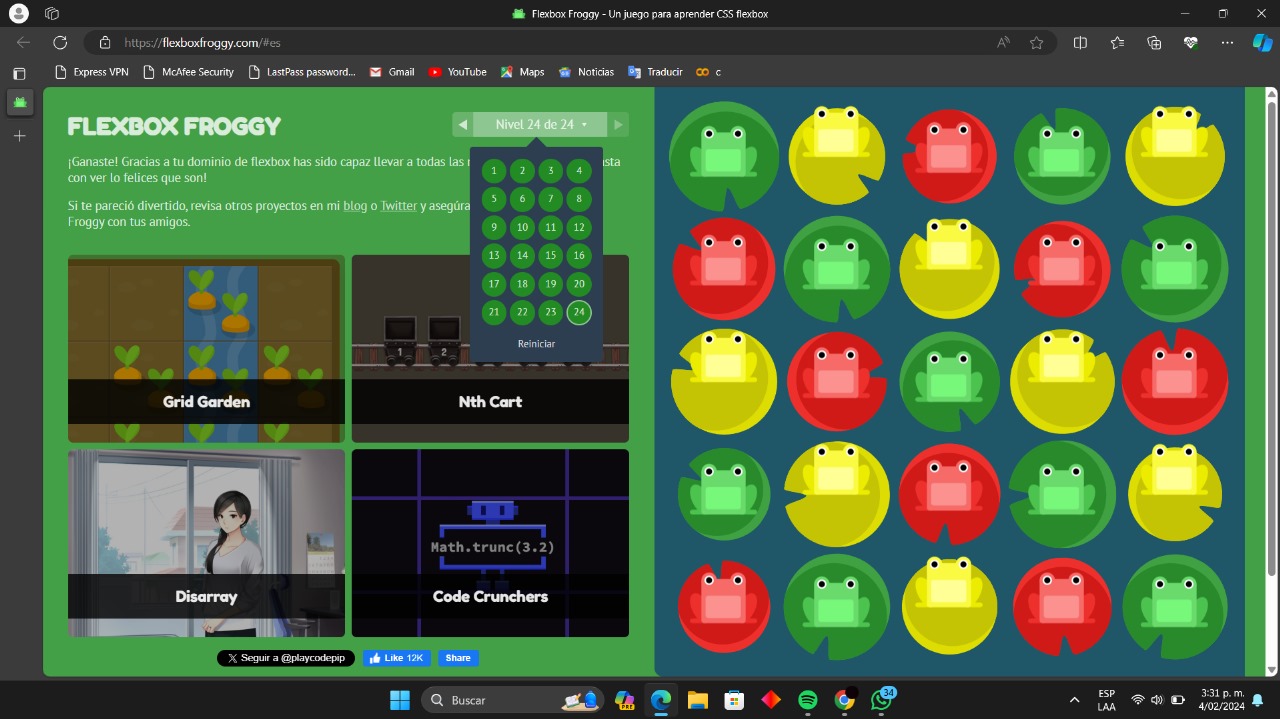 Flexbox Froggy - Un juego para aprender CSS flexbox
https://flexboxfroggy.com/#es
Express VPN
McAfee Security
LastPass password...
Gmail
YouTube
Maps
Noticias
Traducir
c
FLEXBOX FROGGY
Nivel 24 de 24
¡Ganaste! Gracias a tu dominio de flexbox has sido capaz llevar a todas las
con ver lo felices que son!
Si te pareció divertido, revisa otros proyectos en mi blog o Twitter y
Froggy con tus amigos.
1 2 3 4
5 6 7 8
9 10 11 12
13 14 15 16
17 18 19 20
21 22 23 24
Reiniciar
Grid Garden
1 2
Nth Cart
Disarray
Math.trunc(3.2)
Code Crunchers
Seguir a @playcodepip
Like 12K
Share
Buscar
PRE
34
ESP
LAA
3:31 p. m.
4/02/2024